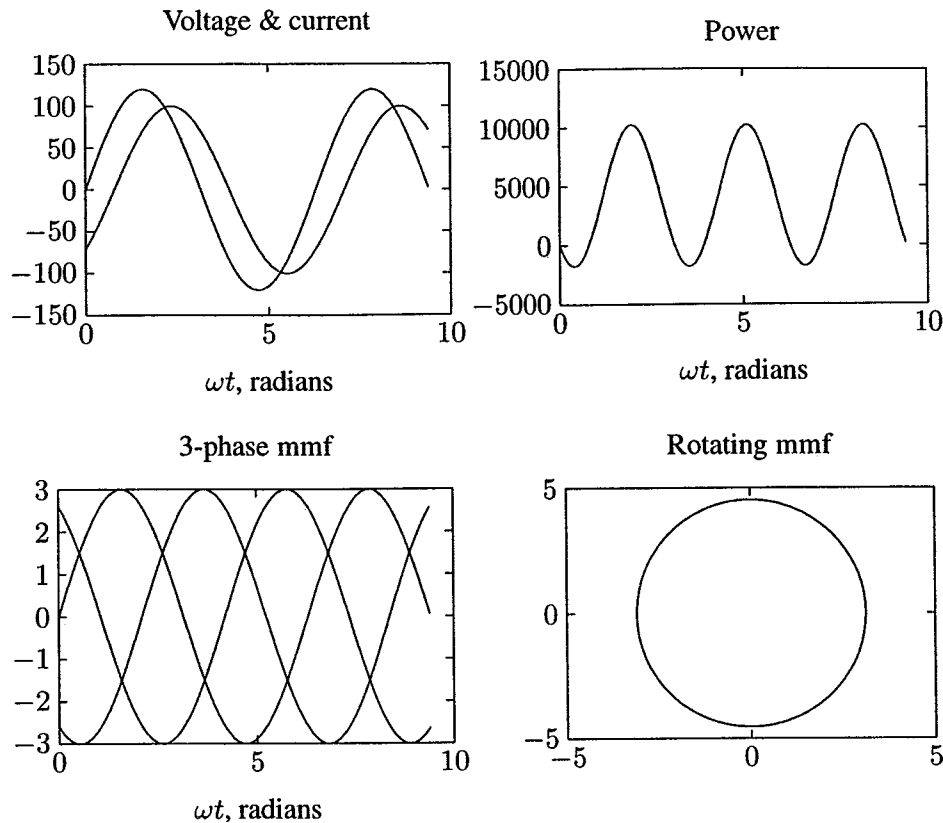 Voltage & current
150
100
50
0
−50
−100
−150
0 5 10
ωt, radians
Power
15000
10000
5000
0
−5000
0 5 10
ωt, radians
3-phase mmf
3
2
1
0
−1
−2
−3
0 5 10
ωt, radians
Rotating mmf
5
0
−5
−5 0 5